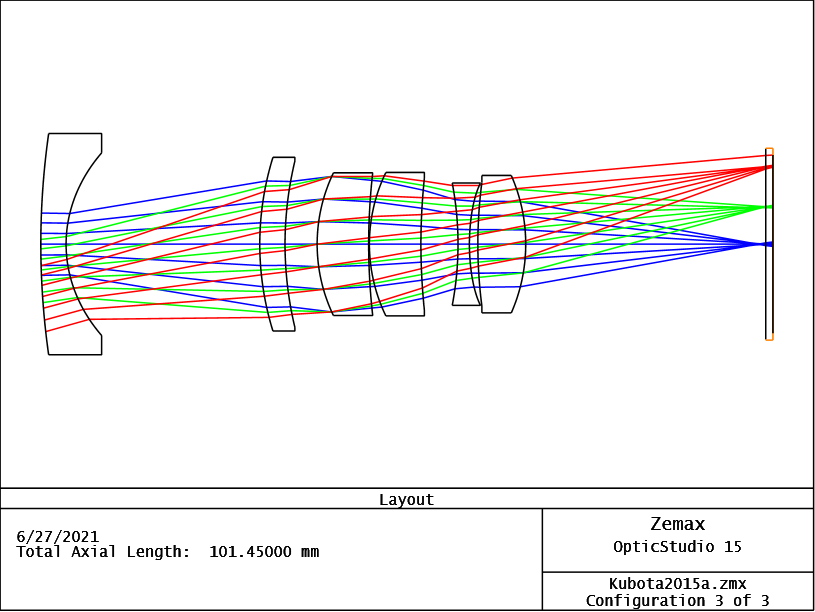 Layout
6/27/2021
Total Axial Length:  101.45000 mm
Zemax
OpticStudio 15
Kubota2015a.zmx
Configuration 3 of 3